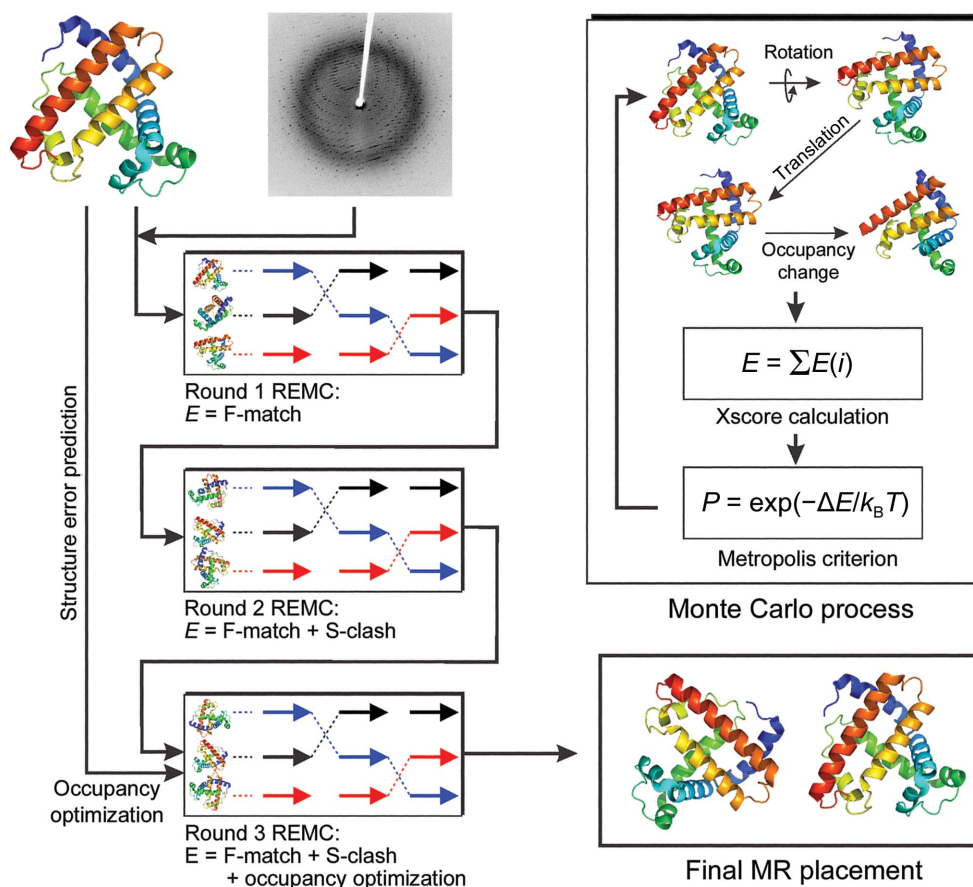 Structure error prediction
Round 1 REMC:
E = F-match
Round 2 REMC:
E = F-match + S-clash
Occupancy
optimization
Round 3 REMC:
E = F-match + S-clash
+ occupancy optimization
Rotation
Translation
Occupancy
change
E = ∑E(i)
Xscore calculation
P = exp(−ΔE/k_BT)
Metropolis criterion
Monte Carlo process
Final MR placement